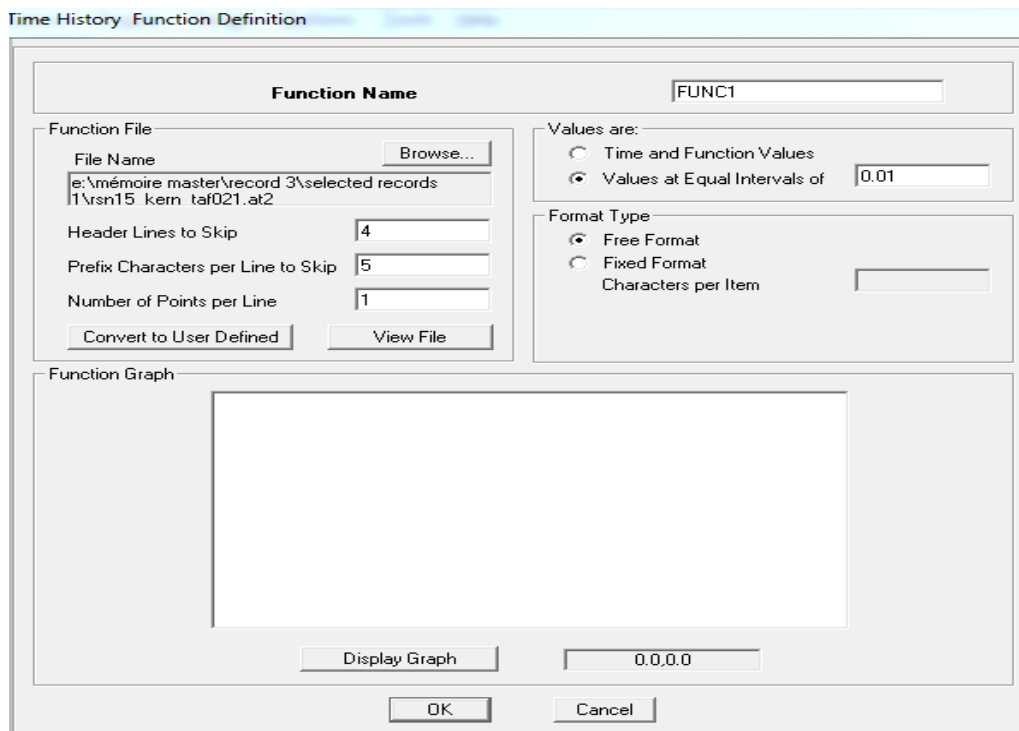 Time History Function Definition
Function Name
FUNC1
Function File
File Name
Browse...
e:\mémoire master\record 3\selected records
1\rsn15_kern_taf021.at2
Header Lines to Skip
4
Prefix Characters per Line to Skip
5
Number of Points per Line
1
Convert to User Defined
View File
Values are:
Time and Function Values
Values at Equal Intervals of
0.01
Format Type
Free Format
Fixed Format
Characters per Item
Function Graph
Display Graph
0.0,0.0
OK
Cancel